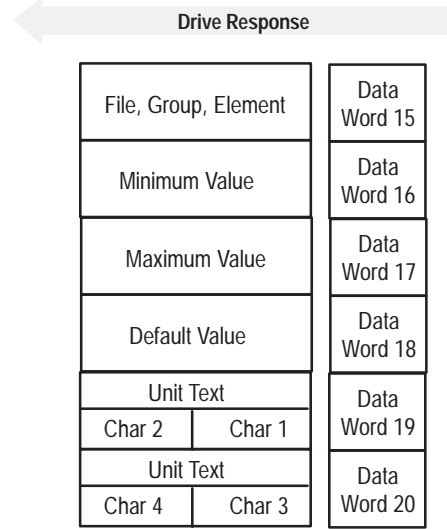 Drive Response
File, Group, Element
Data
Word 15
Minimum Value
Data
Word 16
Maximum Value
Data
Word 17
Default Value
Data
Word 18
Unit Text
Char 2 Char 1
Data
Word 19
Unit Text
Char 4 Char 3
Data
Word 20